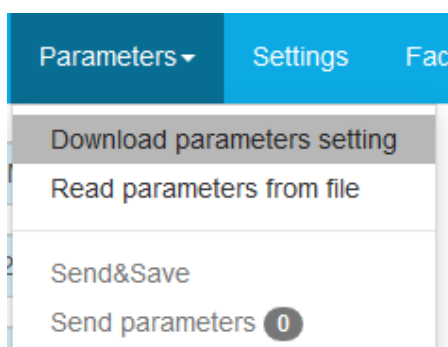 Parameters Settings
Download parameters setting
Read parameters from file
Send&Save
Send parameters 0